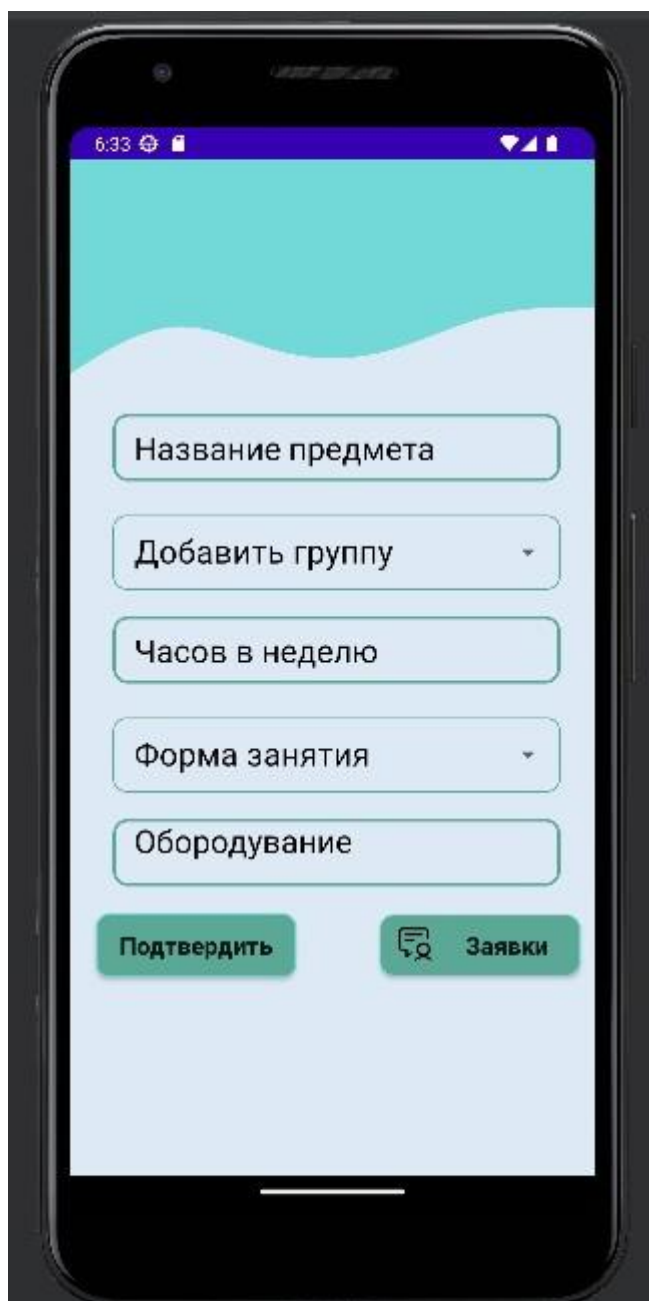 6:33
Название предмета
Добавить группу
Часов в неделю
Форма занятия
Обородувание
Подтвердить
Заявки